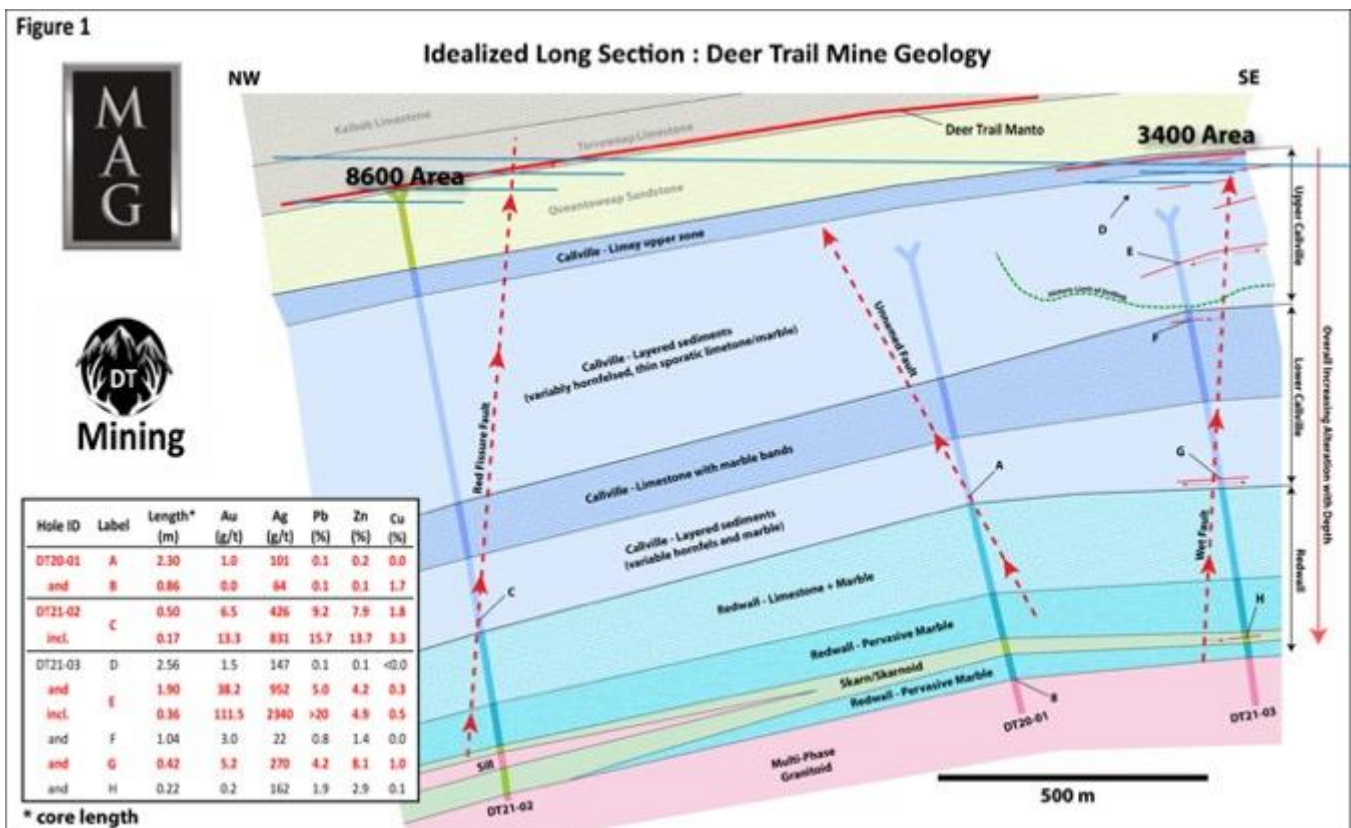 Figure 1
MAG
DT
Mining
Idealized Long Section : Deer Trail Mine Geology
NW
SE
Kaibab Limestone
Toroweap Limestone
Deer Trail Manto
8600 Area
3400 Area
Queantoweap Sandstone
Callville - Limey upper zone
D
E
Historic Limit of Drilling
F
Upper Callville
Callville - Layered sediments
(variably hornfelsed, thin sporatic limetone/marble)
Red Fissure Fault
Unnamed Fault
Lower Callville
Overall Increasing Alteration with Depth
Callville - Limestone with marble bands
A
G
Callville - Layered sediments
(variable hornfels and marble)
C
Wet Fault
Redwall
Redwall - Limestone + Marble
H
Redwall - Pervasive Marble
Skarn/Skarnoid
Redwall - Pervasive Marble
B
Sill
DT20-01
DT21-03
Multi-Phase
Granitoid
DT21-02
500 m
Hole ID Label Length* (m) Au (g/t) Ag (g/t) Pb (%) Zn (%) Cu (%)
DT20-01 A 2.30 1.0 101 0.1 0.2 0.0
and B 0.86 0.0 64 0.1 0.1 1.7
DT21-02 C 0.50 6.5 426 9.2 7.9 1.8
incl. 0.17 13.3 831 15.7 13.7 3.3
DT21-03 D 2.56 1.5 147 0.1 0.1 <0.0
and E 1.90 38.2 952 5.0 4.2 0.3
incl. 0.36 111.5 2340 >20 4.9 0.5
and F 1.04 3.0 22 0.8 1.4 0.0
and G 0.42 5.2 270 4.2 8.1 1.0
and H 0.22 0.2 162 1.9 2.9 0.1
* core length